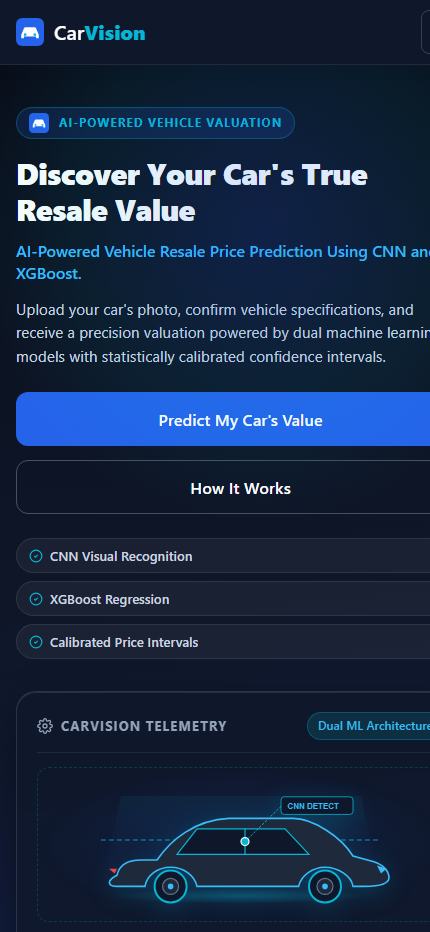 CarVision
AI-POWERED VEHICLE VALUATION
Discover Your Car's True
Resale Value
AI-Powered Vehicle Resale Price Prediction Using CNN an
XGBoost.
Upload your car's photo, confirm vehicle specifications, and
receive a precision valuation powered by dual machine learnin
models with statistically calibrated confidence intervals.
Predict My Car's Value
How It Works
CNN Visual Recognition
XGBoost Regression
Calibrated Price Intervals
CARVISION TELEMETRY
Dual ML Architecture
CNN DETECT